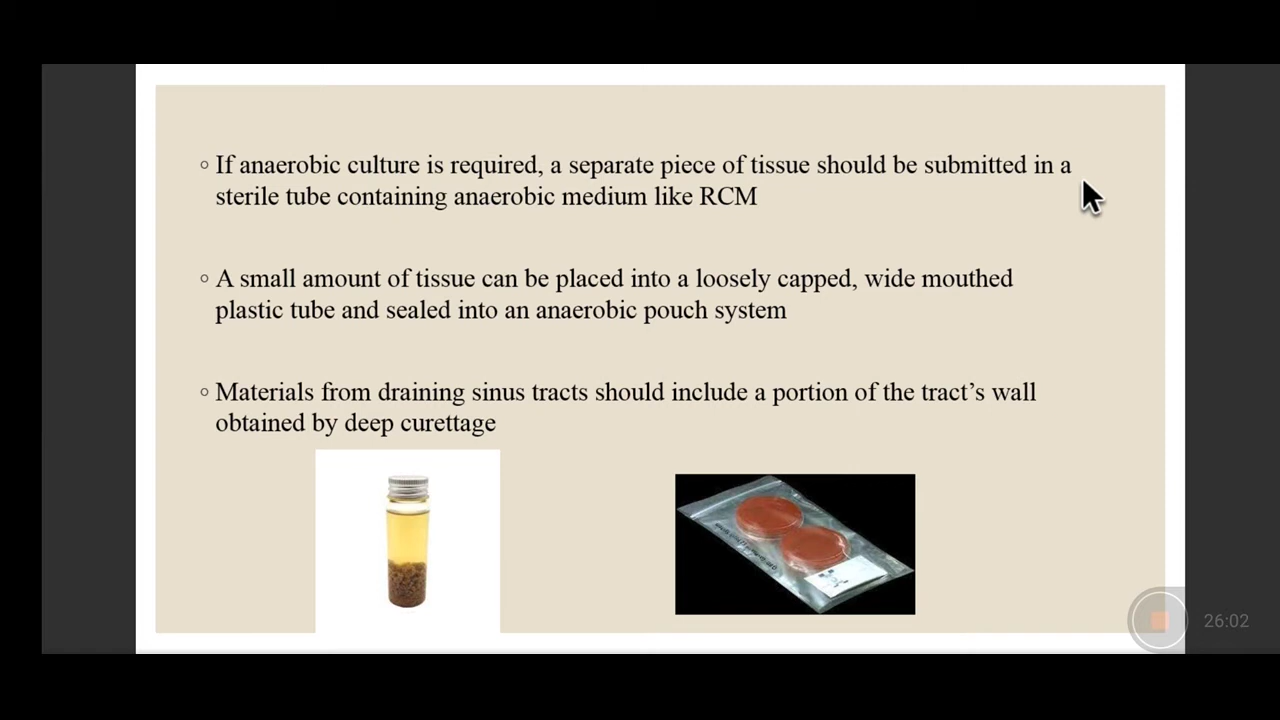 ◦ If anaerobic culture is required, a separate piece of tissue should be submitted in a
sterile tube containing anaerobic medium like RCM
◦ A small amount of tissue can be placed into a loosely capped, wide mouthed
plastic tube and sealed into an anaerobic pouch system
◦ Materials from draining sinus tracts should include a portion of the tract’s wall
obtained by deep curettage
26:02